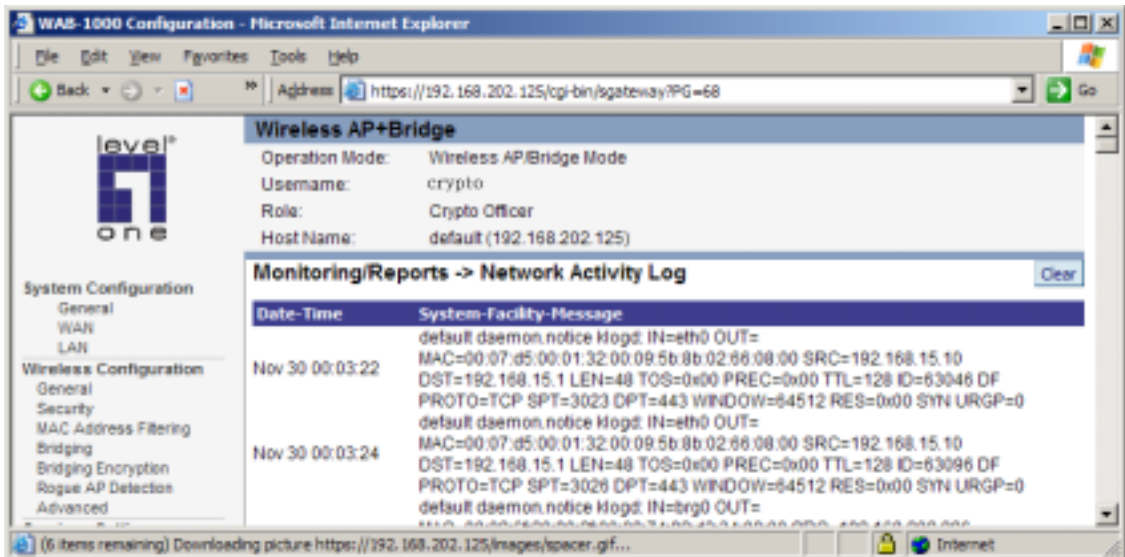 WAB-1000 Configuration - Microsoft Internet Explorer
File Edit View Favorites Tools Help
Back » Address https://192.168.202.125/cgi-bin/sgateway?PG=68 Go
level®
one
Wireless AP+Bridge
Operation Mode: Wireless AP/Bridge Mode
Username: crypto
Role: Crypto Officer
Host Name: default (192.168.202.125)
Monitoring/Reports -> Network Activity Log Clear
System Configuration
General
WAN
LAN
Wireless Configuration
General
Security
MAC Address Filtering
Bridging
Bridging Encryption
Rogue AP Detection
Advanced
Date-Time System-Facility-Message
default daemon.notice klogd: IN=eth0 OUT=
MAC=00:07:d5:00:01:32:00:09:5b:8b:02:66:08:00 SRC=192.168.15.10
Nov 30 00:03:22
DST=192.168.15.1 LEN=48 TOS=0x00 PREC=0x00 TTL=128 ID=63046 DF
PROTO=TCP SPT=3023 DPT=443 WINDOW=64512 RES=0x00 SYN URGP=0
default daemon.notice klogd: IN=eth0 OUT=
MAC=00:07:d5:00:01:32:00:09:5b:8b:02:66:08:00 SRC=192.168.15.10
Nov 30 00:03:24
DST=192.168.15.1 LEN=48 TOS=0x00 PREC=0x00 TTL=128 ID=63096 DF
PROTO=TCP SPT=3026 DPT=443 WINDOW=64512 RES=0x00 SYN URGP=0
default daemon.notice klogd: IN=brg0 OUT=
(6 items remaining) Downloading picture https://192.168.202.125/images/spacer.gif... Internet